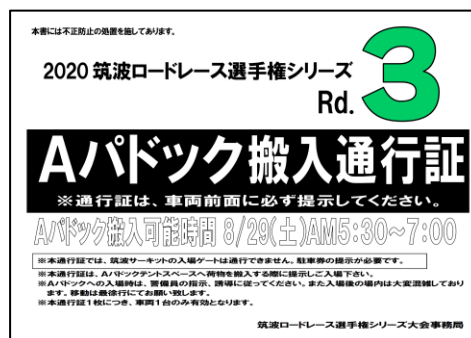 本書には不正防止の処置を施してあります。
2020 筑波ロードレース選手権シリーズ
Rd. 3
Aパドック搬入通行証
※通行証は、車両前面に必ず提示してください。
Aパドック搬入可能時間 8/29(土)AM5:30~7:00
※本通行証では、筑波サーキットの入場ゲートは通行できません。駐車券の提示が必要です。
※本通行証は、Aパドックテントスペースへ荷物を搬入する際に提示しご入場下さい。
※Aパドックへの入場時は、警備員の指示、誘導に従ってください。また入場後の場内は大変混雑しており
ます。移動は最徐行にてお願い致します。
※本通行証1枚につき、車両1台のみ有効となります。
筑波ロードレース選手権シリーズ大会事務局